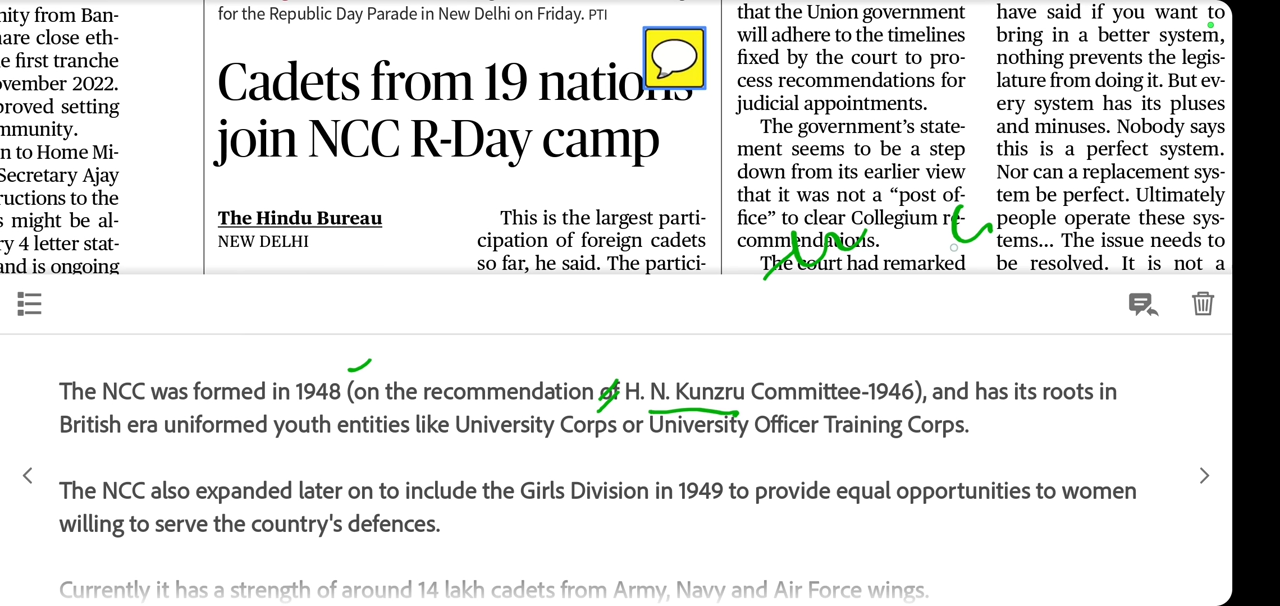 nity from Ban-
are close eth-
e first tranche
ovember 2022.
proved setting
mmunity.
n to Home Mi-
Secretary Ajay
ructions to the
s might be al-
ry 4 letter stat-
and is ongoing
for the Republic Day Parade in New Delhi on Friday. PTI
Cadets from 19 nations
join NCC R-Day camp
The Hindu Bureau
NEW DELHI
This is the largest parti-
cipation of foreign cadets
so far, he said. The partici-
that the Union government
will adhere to the timelines
fixed by the court to pro-
cess recommendations for
judicial appointments.
The government's state-
ment seems to be a step
down from its earlier view
that it was not a “post of-
fice” to clear Collegium re-
commendations.
The court had remarked
have said if you want to
bring in a better system,
nothing prevents the legis-
lature from doing it. But ev-
ery system has its pluses
and minuses. Nobody says
this is a perfect system.
Nor can a replacement sys-
tem be perfect. Ultimately
people operate these sys-
tems... The issue needs to
be resolved. It is not a
The NCC was formed in 1948 (on the recommendation of H. N. Kunzru Committee-1946), and has its roots in
British era uniformed youth entities like University Corps or University Officer Training Corps.
The NCC also expanded later on to include the Girls Division in 1949 to provide equal opportunities to women
willing to serve the country's defences.
Currently it has a strength of around 14 lakh cadets from Army, Navy and Air Force wings.